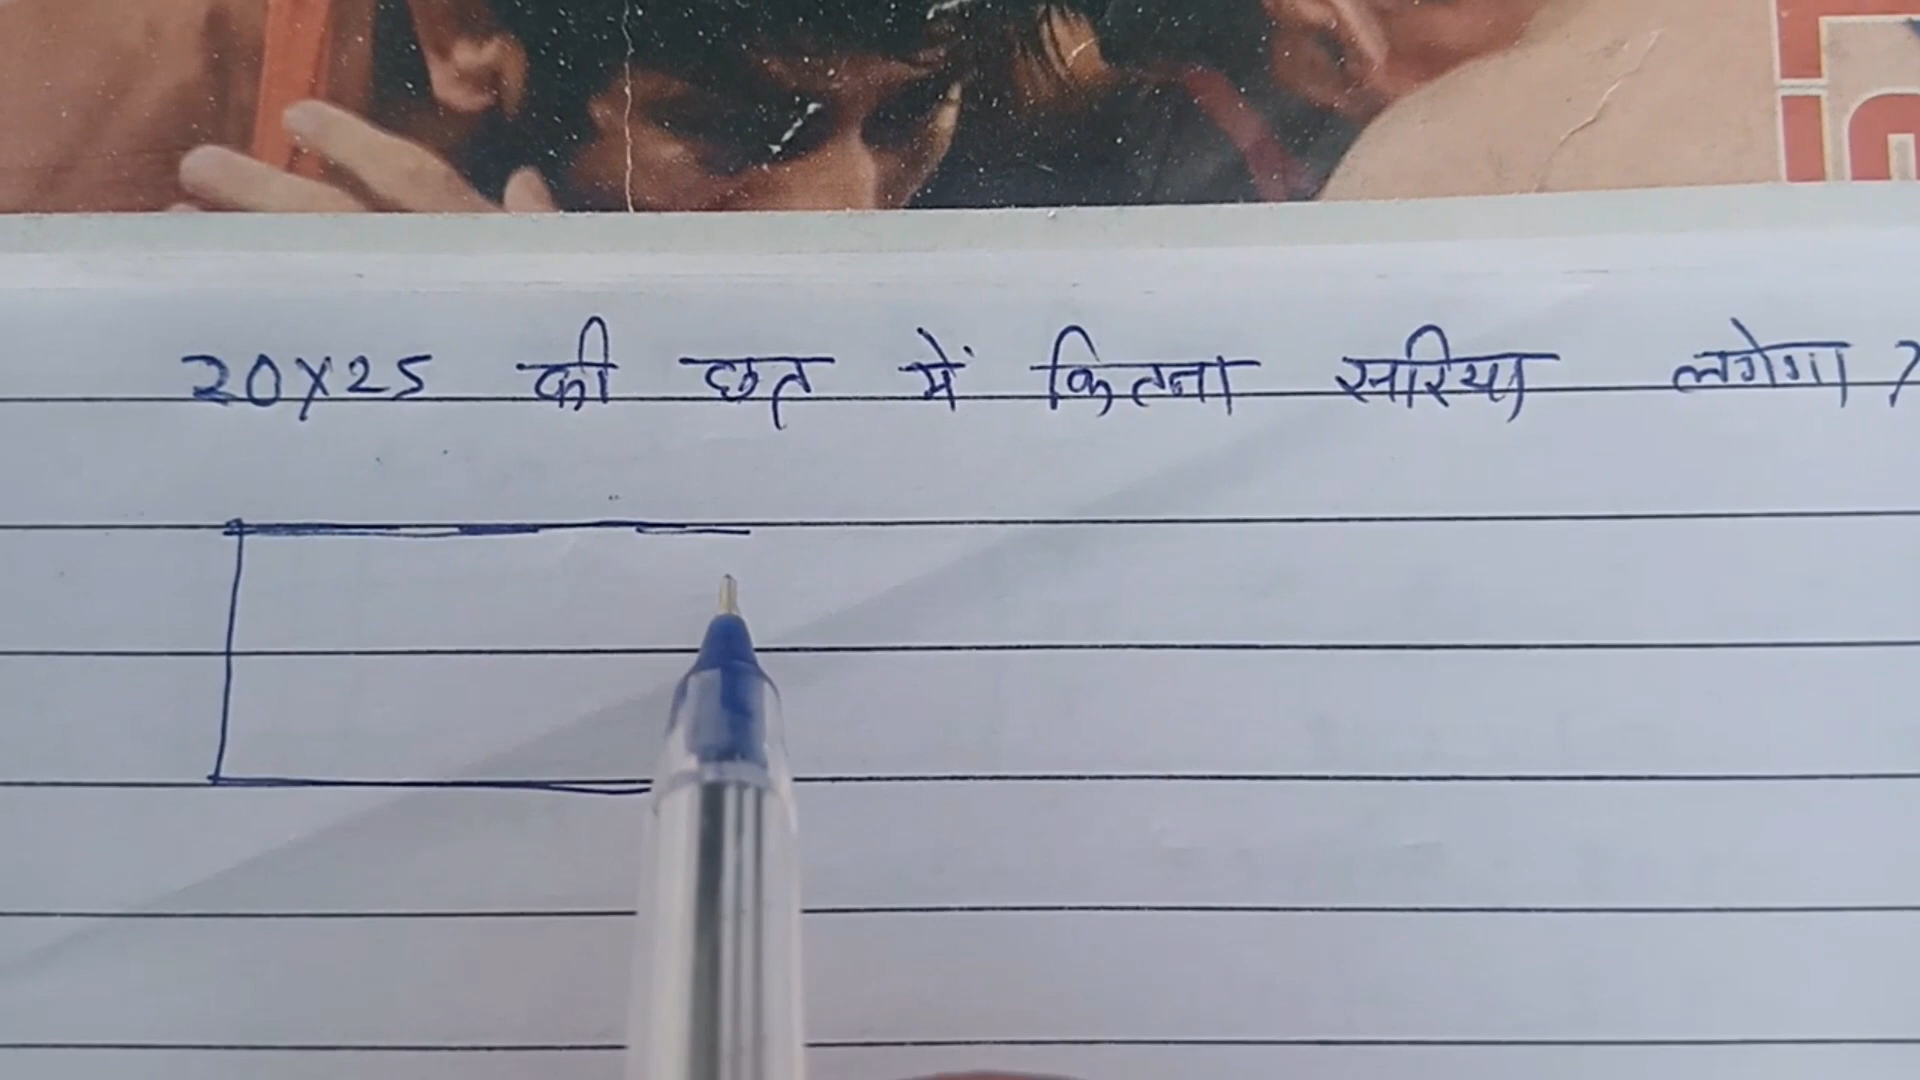 20X25 की छत में कितना सरिया लगेगा ?